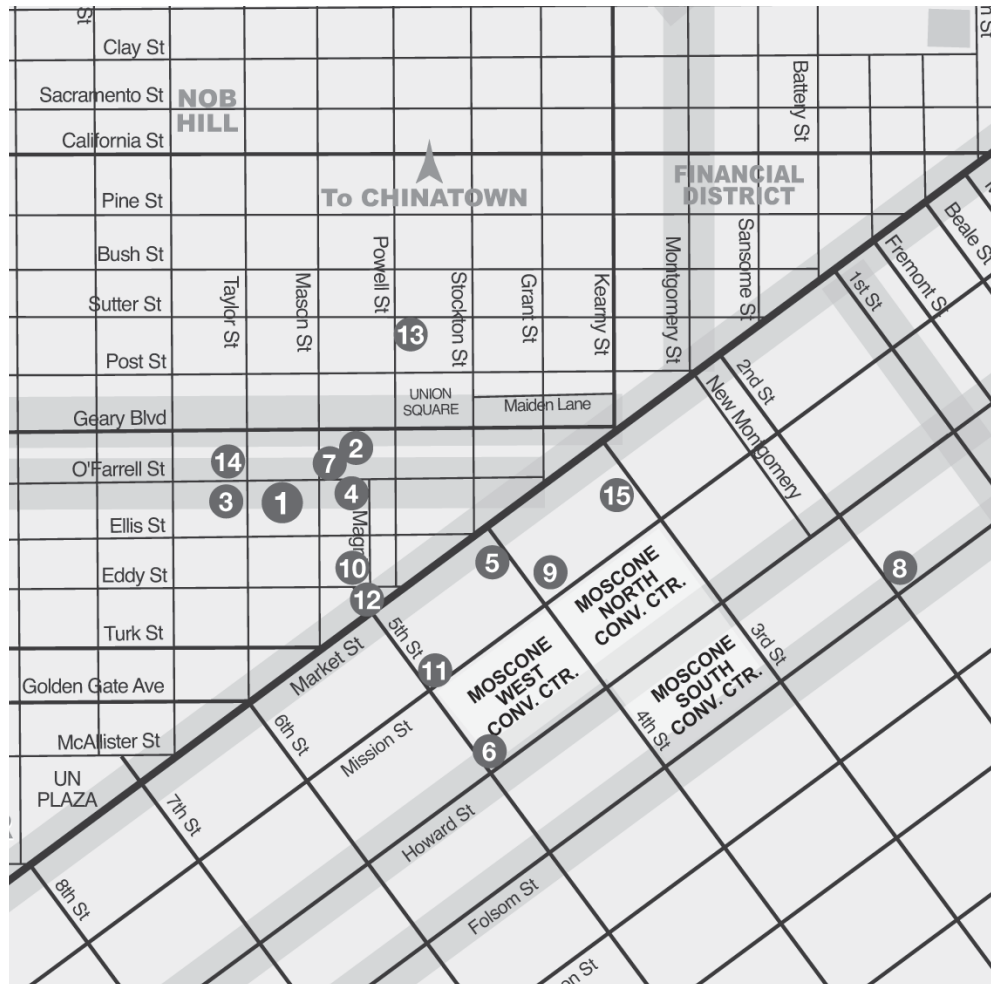 St
Clay St
Sacramento St
California St
Pine St
Bush St
Sutter St
Post St
Geary Blvd
O'Farrell St
Ellis St
Eddy St
Turk St
Golden Gate Ave
McAllister St
NOB
HILL
To CHINATOWN
FINANCIAL
DISTRICT
Battery St
Taylor St
Mason St
Powell St
Stockton St
Grant St
Kearny St
Montgomery St
Sansome St
UNION
SQUARE
Maiden Lane
13
14
7
2
3
1
4
10
12
5
9
15
11
6
8
Magn
Market St
Mission St
Howard St
Folsom St
on St
UN
PLAZA
8th St
7th St
6th St
5th St
4th St
3rd St
New Montgomery
2nd St
1st St
Fremont St
Beale St
MOSCONE
NORTH
CONV. CTR.
MOSCONE
WEST
CONV. CTR.
MOSCONE
SOUTH
CONV. CTR.